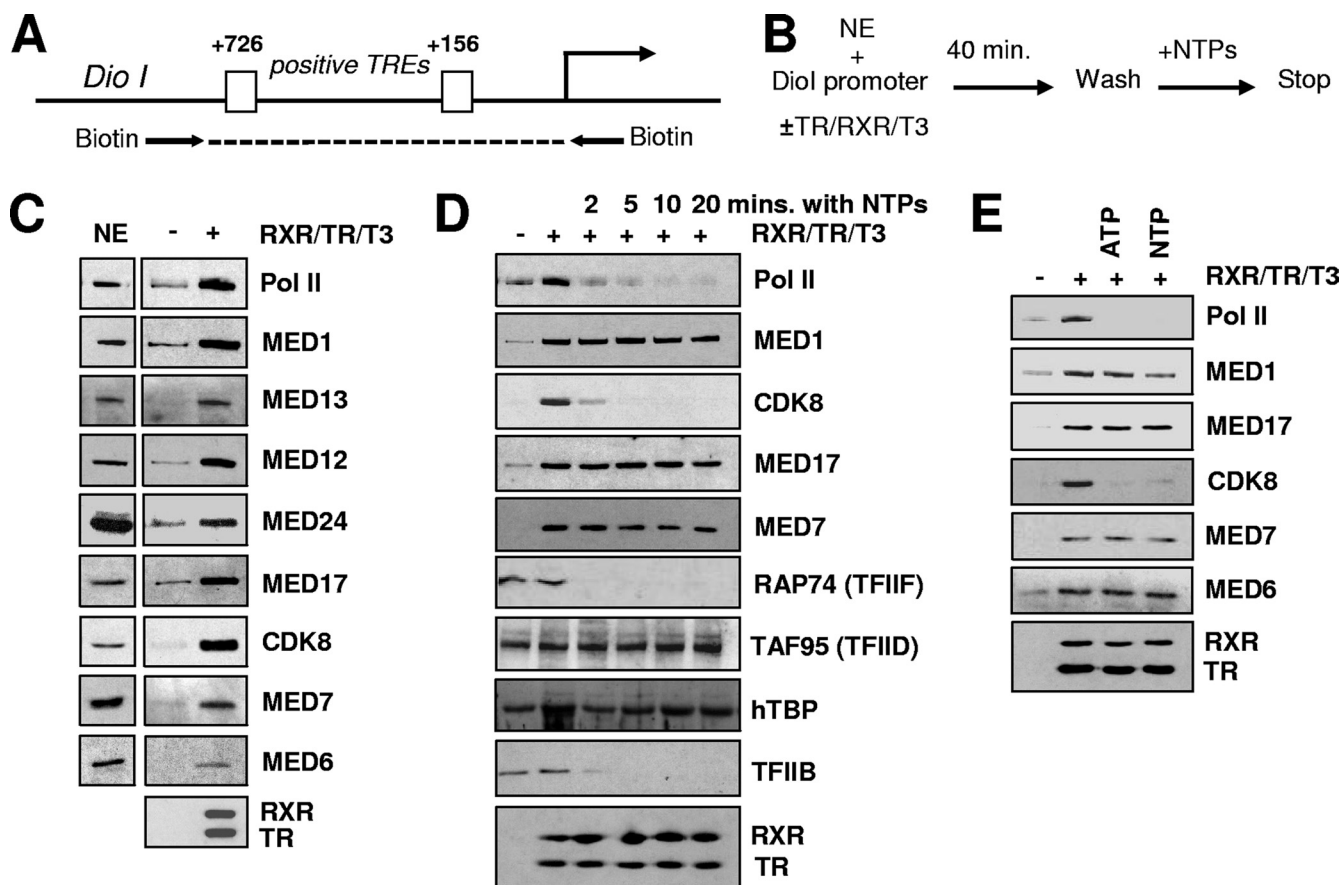 A
+726
positive TREs
+156
Dio I
Biotin
Biotin
B
NE
+
DioI promoter
±TR/RXR/T3
40 min.
Wash
+NTPs
Stop
C
NE - + RXR/TR/T3
Pol II
MED1
MED13
MED12
MED24
MED17
CDK8
MED7
MED6
RXR
TR
D
2 5 10 20 mins. with NTPs
- + + + + + RXR/TR/T3
Pol II
MED1
CDK8
MED17
MED7
RAP74 (TFIIF)
TAF95 (TFIID)
hTBP
TFIIB
RXR
TR
E
ATP
NTP
- + + + RXR/TR/T3
Pol II
MED1
MED17
CDK8
MED7
MED6
RXR
TR